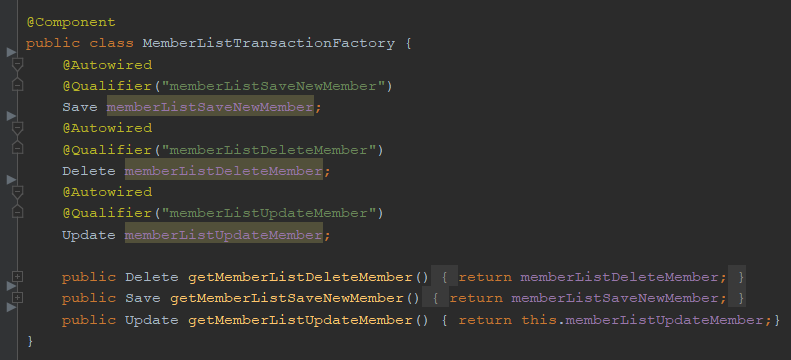 @Component
public class MemberListTransactionFactory {
@Autowired
@Qualifier("memberListSaveNewMember")
Save memberListSaveNewMember;
@Autowired
@Qualifier("memberListDeleteMember")
Delete memberListDeleteMember;
@Autowired
@Qualifier("memberListUpdateMember")
Update memberListUpdateMember;
public Delete getMemberListDeleteMember() { return memberListDeleteMember; }
public Save getMemberListSaveNewMember() { return memberListSaveNewMember; }
public Update getMemberListUpdateMember() { return this.memberListUpdateMember;}
}